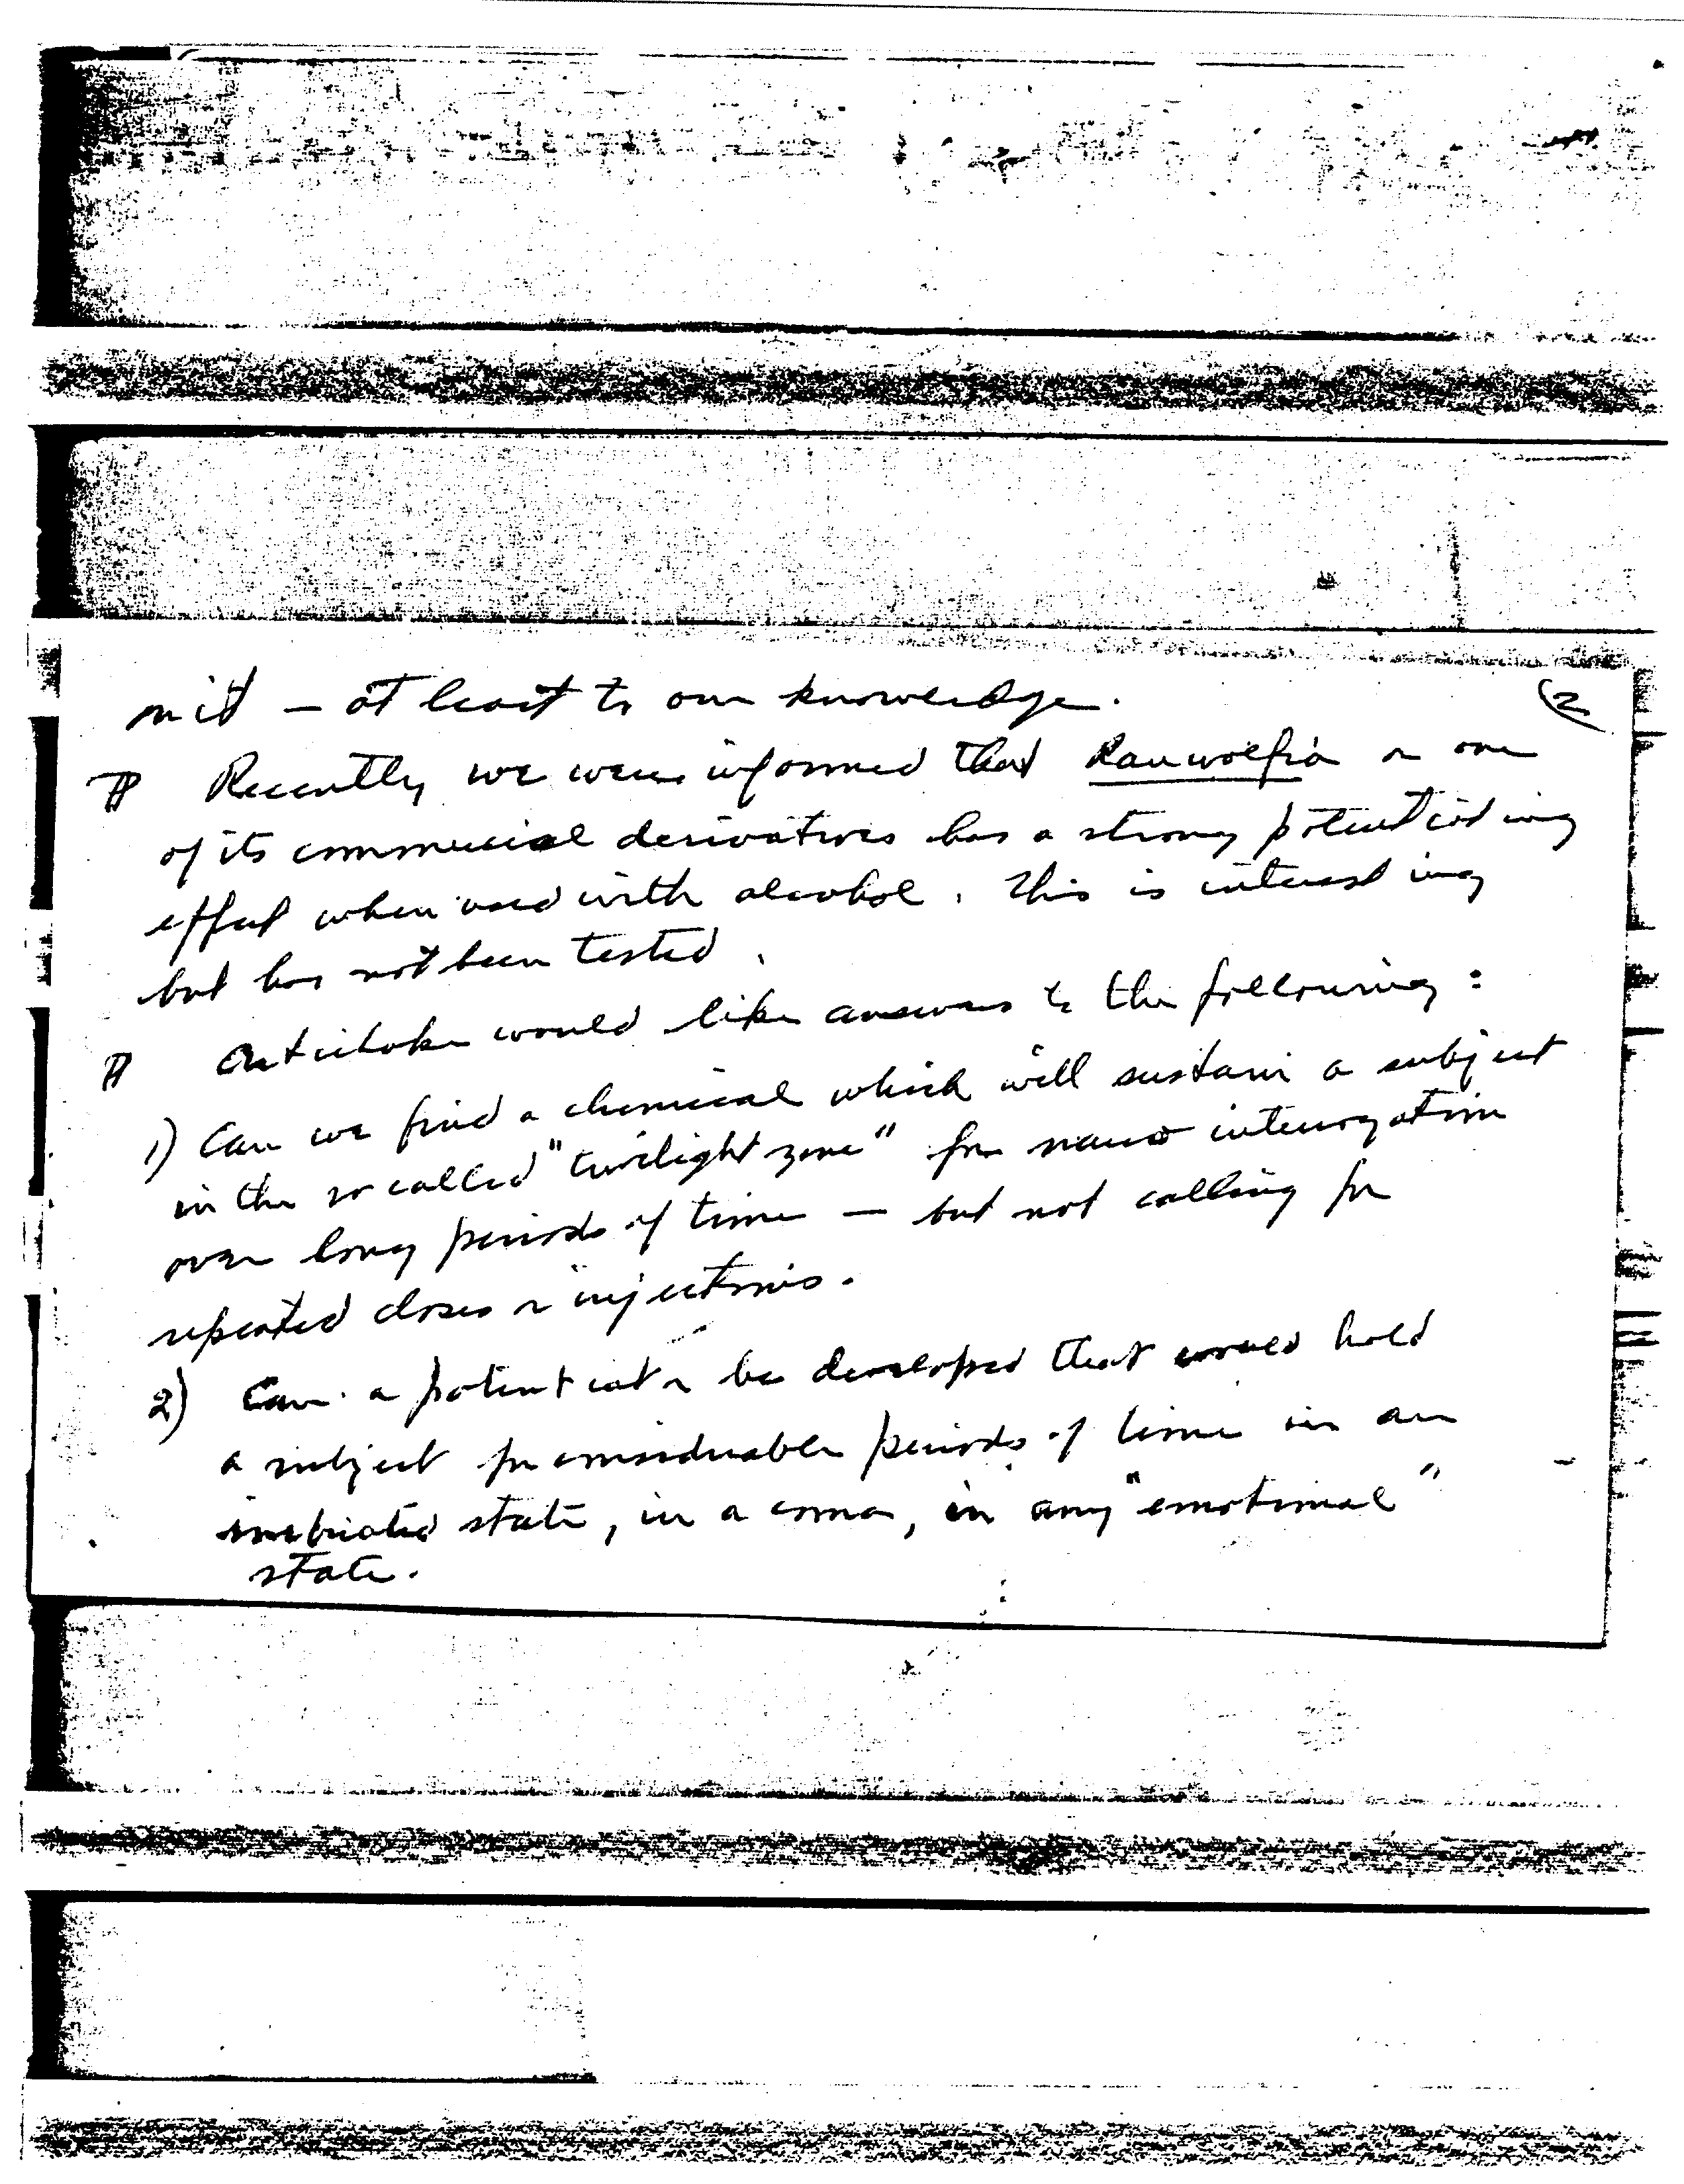 on it — at least to our knowledge.
(2
¶ Recently we were informed that Rauwolfia or one
of its commercial derivatives has a strong potentiating
effect when used with alcohol. This is interesting
but has not been tested.
¶ Artichoke would like answers to the following:
1) Can we find a chemical which will sustain a subject
in the so called "twilight zone" for narco interrogation
over long periods of time — but not calling for
repeated doses or injections.
2) Can a potentiator be developed that would hold
a subject for considerable periods of time in an
inebriated state, in a coma, in any "emotional"
state.